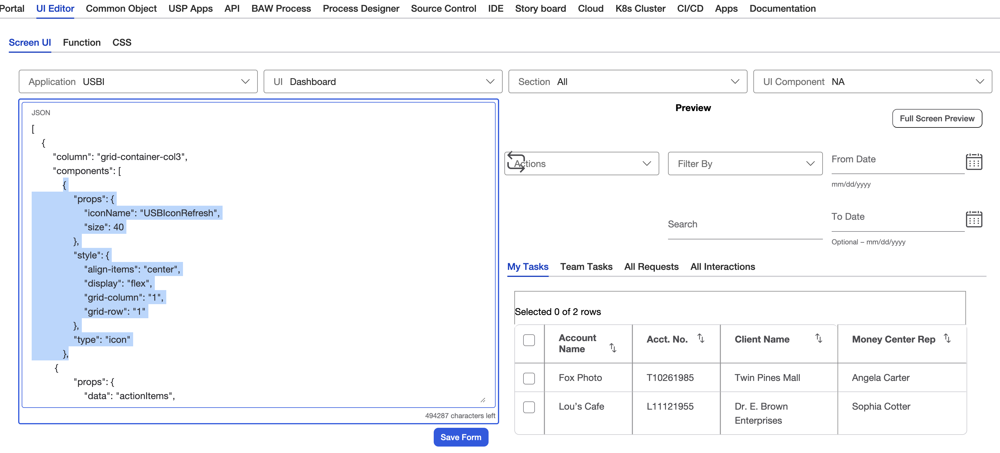 Portal UI Editor Common Object USP Apps API BAW Process Process Designer Source Control IDE Story board Cloud K8s Cluster CI/CD Apps Documentation
Screen UI Function CSS
Application USBI UI Dashboard Section All UI Component NA
JSON
[
{
"column": "grid-container-col3",
"components": [
{
"props": {
"iconName": "USBIconRefresh",
"size": 40
},
"style": {
"align-items": "center",
"display": "flex",
"grid-column": "1",
"grid-row": "1"
},
"type": "icon"
},
{
"props": {
"data": "actionItems",
494287 characters left
Save Form
Preview
Full Screen Preview
Actions Filter By From Date
mm/dd/yyyy
Search To Date
Optional – mm/dd/yyyy
My Tasks Team Tasks All Requests All Interactions
Selected 0 of 2 rows
Account Name Acct. No. Client Name Money Center Rep
Fox Photo T10261985 Twin Pines Mall Angela Carter
Lou’s Cafe L11121955 Dr. E. Brown Enterprises Sophia Cotter